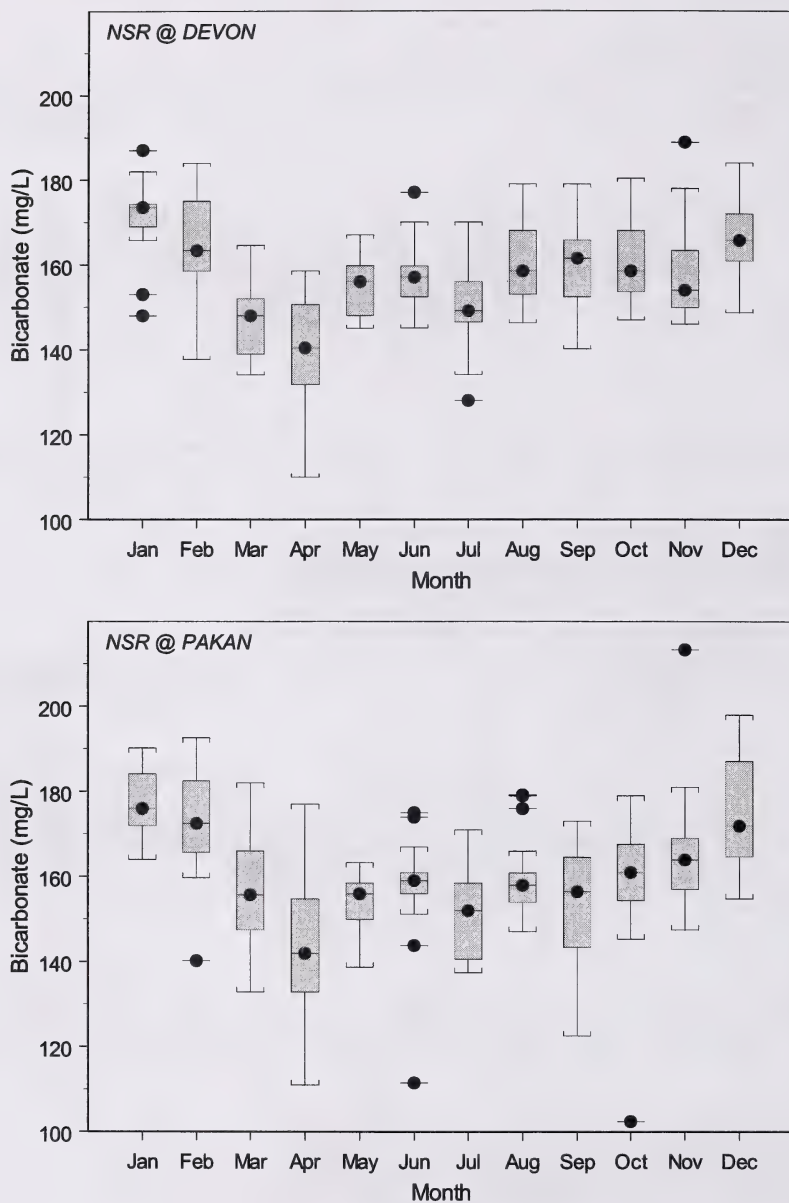 NSR @ DEVON
200
180
160
140
120
100
Bicarbonate (mg/L)
Jan Feb Mar Apr May Jun Jul Aug Sep Oct Nov Dec
Month
NSR @ PAKAN
200
180
160
140
120
100
Bicarbonate (mg/L)
Jan Feb Mar Apr May Jun Jul Aug Sep Oct Nov Dec
Month